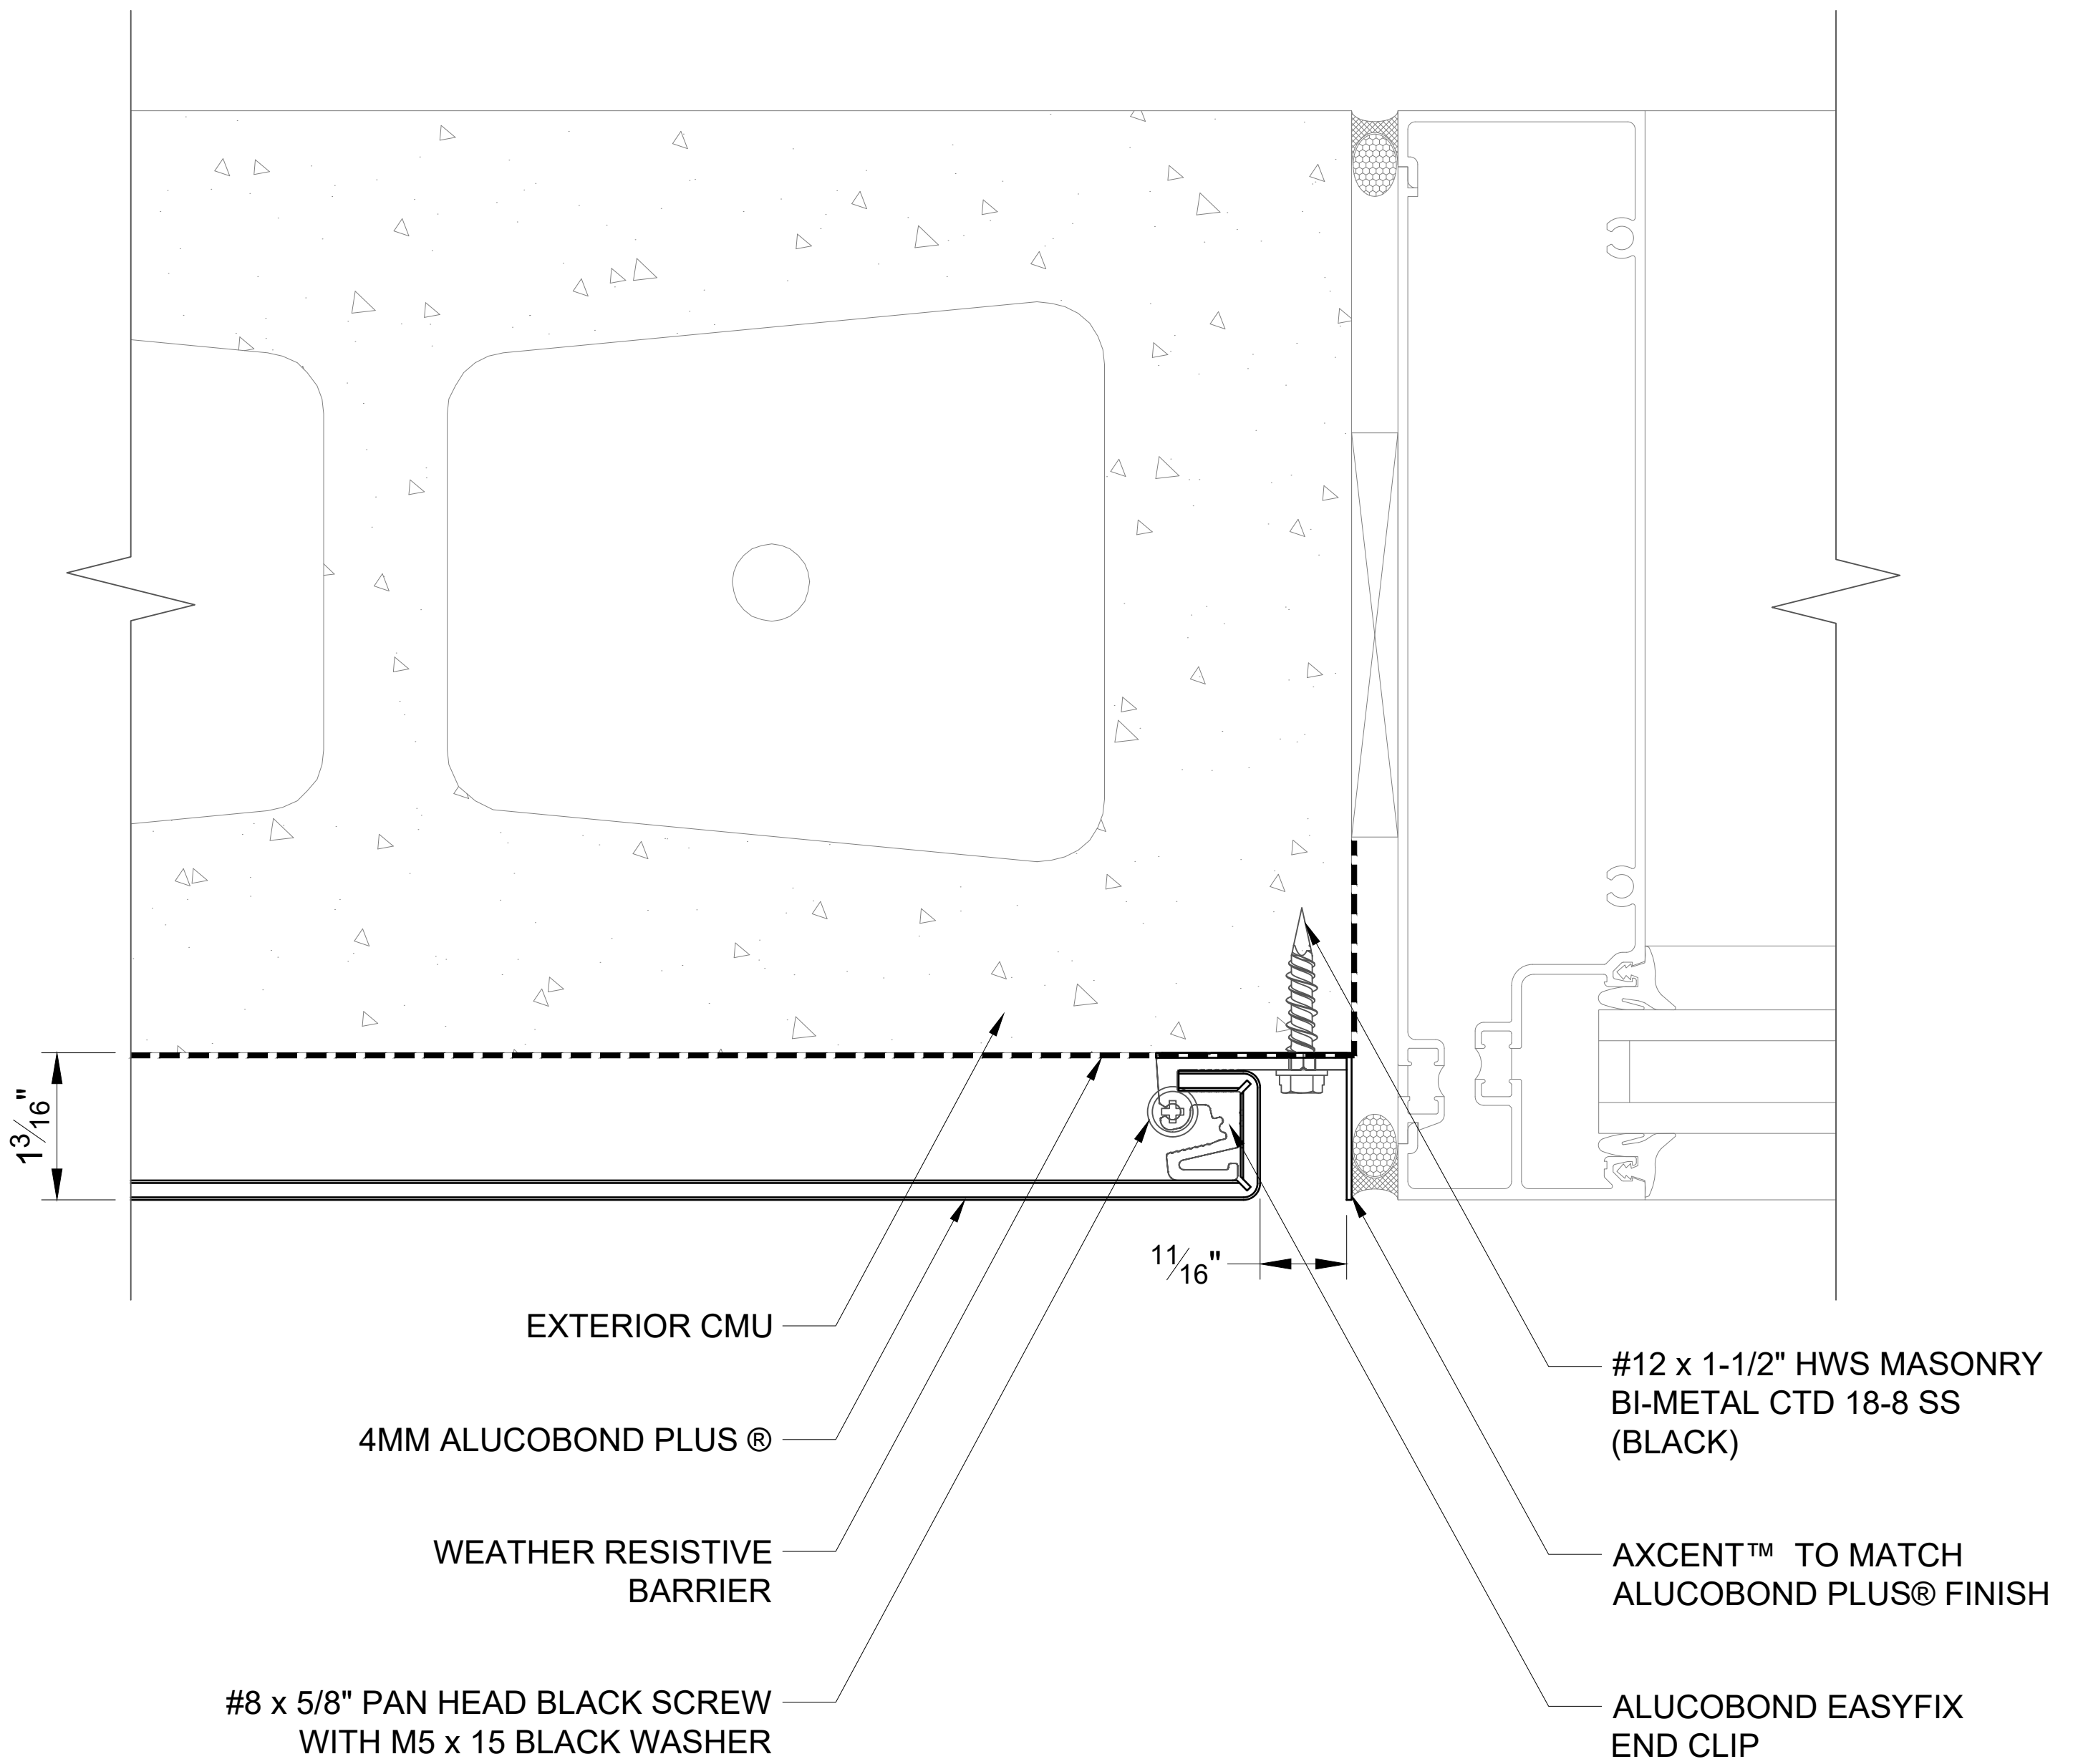 1 3/16"
11/16"
EXTERIOR CMU
4MM ALUCOBOND PLUS ®
WEATHER RESISTIVE
BARRIER
#8 x 5/8" PAN HEAD BLACK SCREW
WITH M5 x 15 BLACK WASHER
#12 x 1-1/2" HWS MASONRY
BI-METAL CTD 18-8 SS
(BLACK)
AXCENT™ TO MATCH
ALUCOBOND PLUS® FINISH
ALUCOBOND EASYFIX
END CLIP